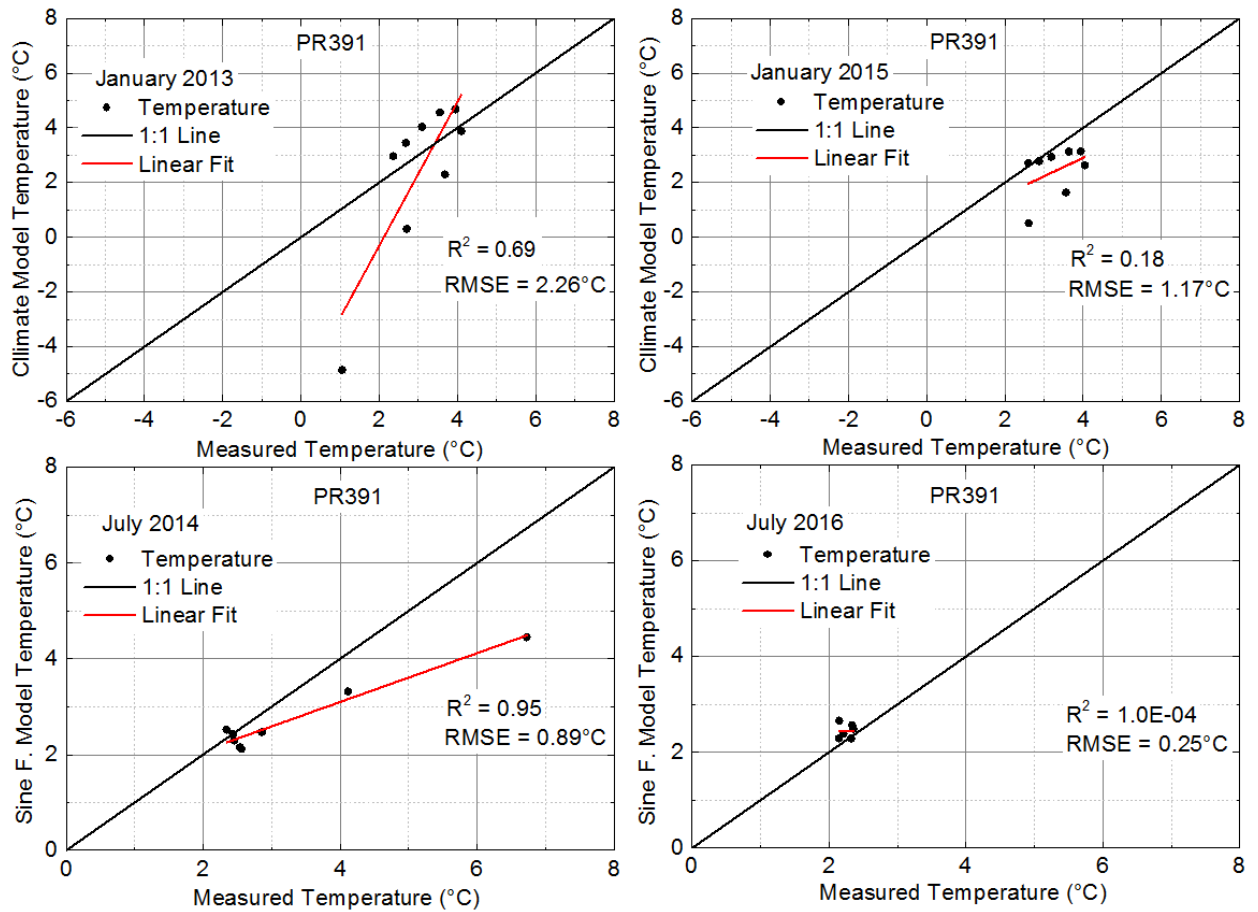 PR391
January 2013
Temperature
1:1 Line
Linear Fit
R² = 0.69
RMSE = 2.26°C
Cllimate Model Temperature (°C)
8
6
4
2
0
-2
-4
-6
-6 -4 -2 0 2 4 6 8
Measured Temperature (°C)
PR391
January 2015
Temperature
1:1 Line
Linear Fit
R² = 0.18
RMSE = 1.17°C
Cllimate Model Temperature (°C)
8
6
4
2
0
-2
-4
-6
-6 -4 -2 0 2 4 6 8
Measured Temperature (°C)
PR391
July 2014
Temperature
1:1 Line
Linear Fit
R² = 0.95
RMSE = 0.89°C
Sine F. Model Temperature (°C)
8
6
4
2
0
0 2 4 6 8
Measured Temperature (°C)
PR391
July 2016
Temperature
1:1 Line
Linear Fit
R² = 1.0E-04
RMSE = 0.25°C
Sine F. Model Temperature (°C)
8
6
4
2
0
0 2 4 6 8
Measured Temperature (°C)